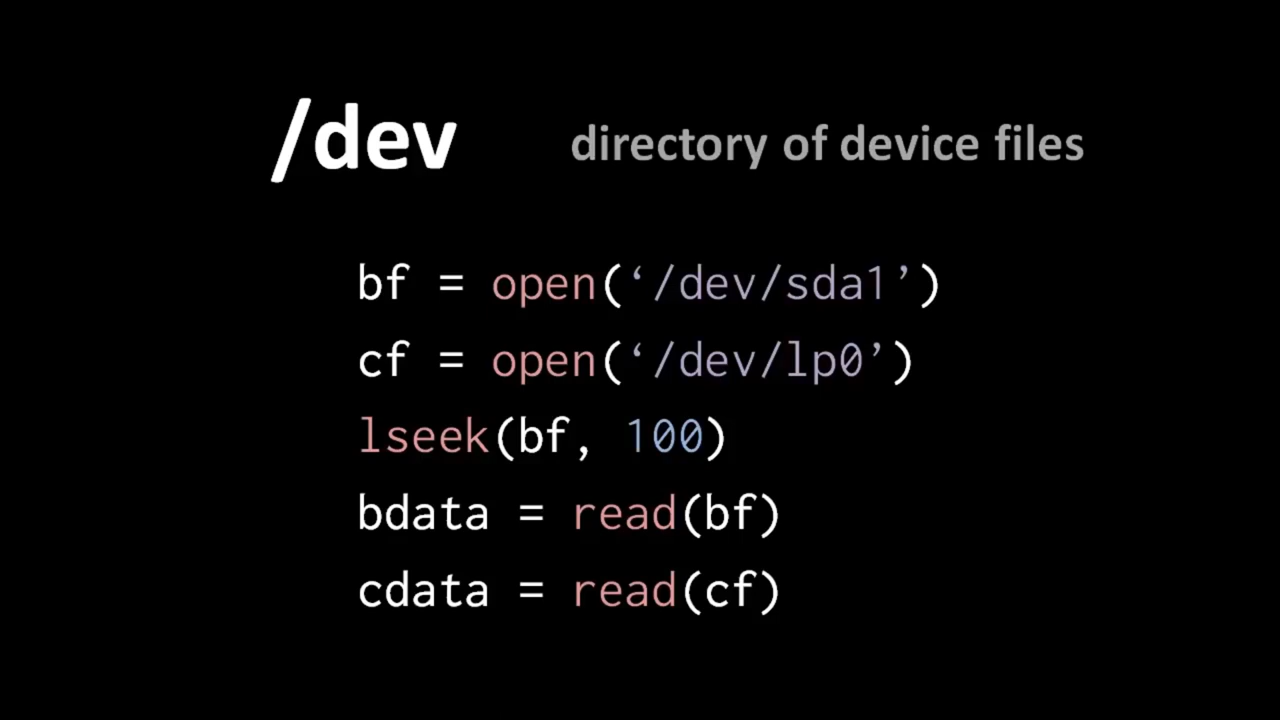 /dev directory of device files
bf = open(‘/dev/sda1’)
cf = open(‘/dev/lp0’)
lseek(bf, 100)
bdata = read(bf)
cdata = read(cf)